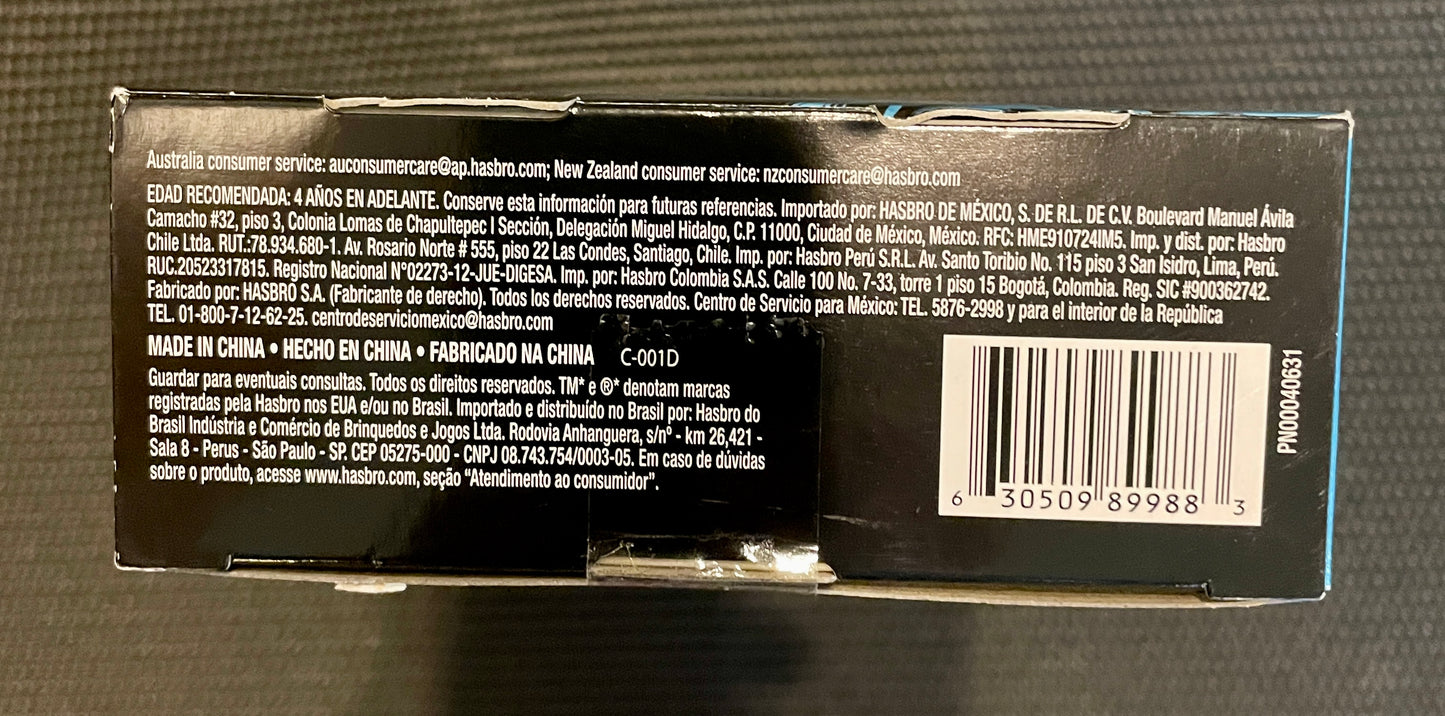 Australia consumer service: auconsumercare@ap.hasbro.com; New Zealand consumer service: nzconsumercare@hasbro.com
EDAD RECOMENDADA: 4 AÑOS EN ADELANTE. Conserve esta información para futuras referencias. Importado por: HASBRO DE MÉXICO, S. DE R.L. DE C.V. Boulevard Manuel Ávila
Camacho #32, piso 3, Colonia Lomas de Chapultepec I Sección, Delegación Miguel Hidalgo, C.P. 11000, Ciudad de México, México. RFC: HME910724IM5. Imp. y dist. por: Hasbro
Chile Ltda. RUT.:78.934.680-1. Av. Rosario Norte # 555, piso 22 Las Condes, Santiago, Chile. Imp. por: Hasbro Perú S.R.L. Av. Santo Toribio No. 115 piso 3 San Isidro, Lima, Perú.
RUC.20523317815. Registro Nacional N°02273-12-JUE-DIGESA. Imp. por: Hasbro Colombia S.A.S. Calle 100 No. 7-33, torre 1 piso 15 Bogotá, Colombia. Reg. SIC #900362742.
Fabricado por: HASBRO S.A. (Fabricante de derecho). Todos los derechos reservados. Centro de Servicio para México: TEL. 5876-2998 y para el interior de la República
TEL. 01-800-7-12-62-25. centrodeserviciomexico@hasbro.com
MADE IN CHINA • HECHO EN CHINA • FABRICADO NA CHINA C-001D
Guardar para eventuais consultas. Todos os direitos reservados. TM* e ®* denotam marcas
registradas pela Hasbro nos EUA e/ou no Brasil. Importado e distribuído no Brasil por: Hasbro do
Brasil Indústria e Comércio de Brinquedos e Jogos Ltda. Rodovia Anhanguera, s/nº - km 26,421 -
Sala 8 - Perus - São Paulo - SP. CEP 05275-000 - CNPJ 08.743.754/0003-05. Em caso de dúvidas
sobre o produto, acesse www.hasbro.com, seção “Atendimento ao consumidor”.
6 30509 89988 3
PN00040631